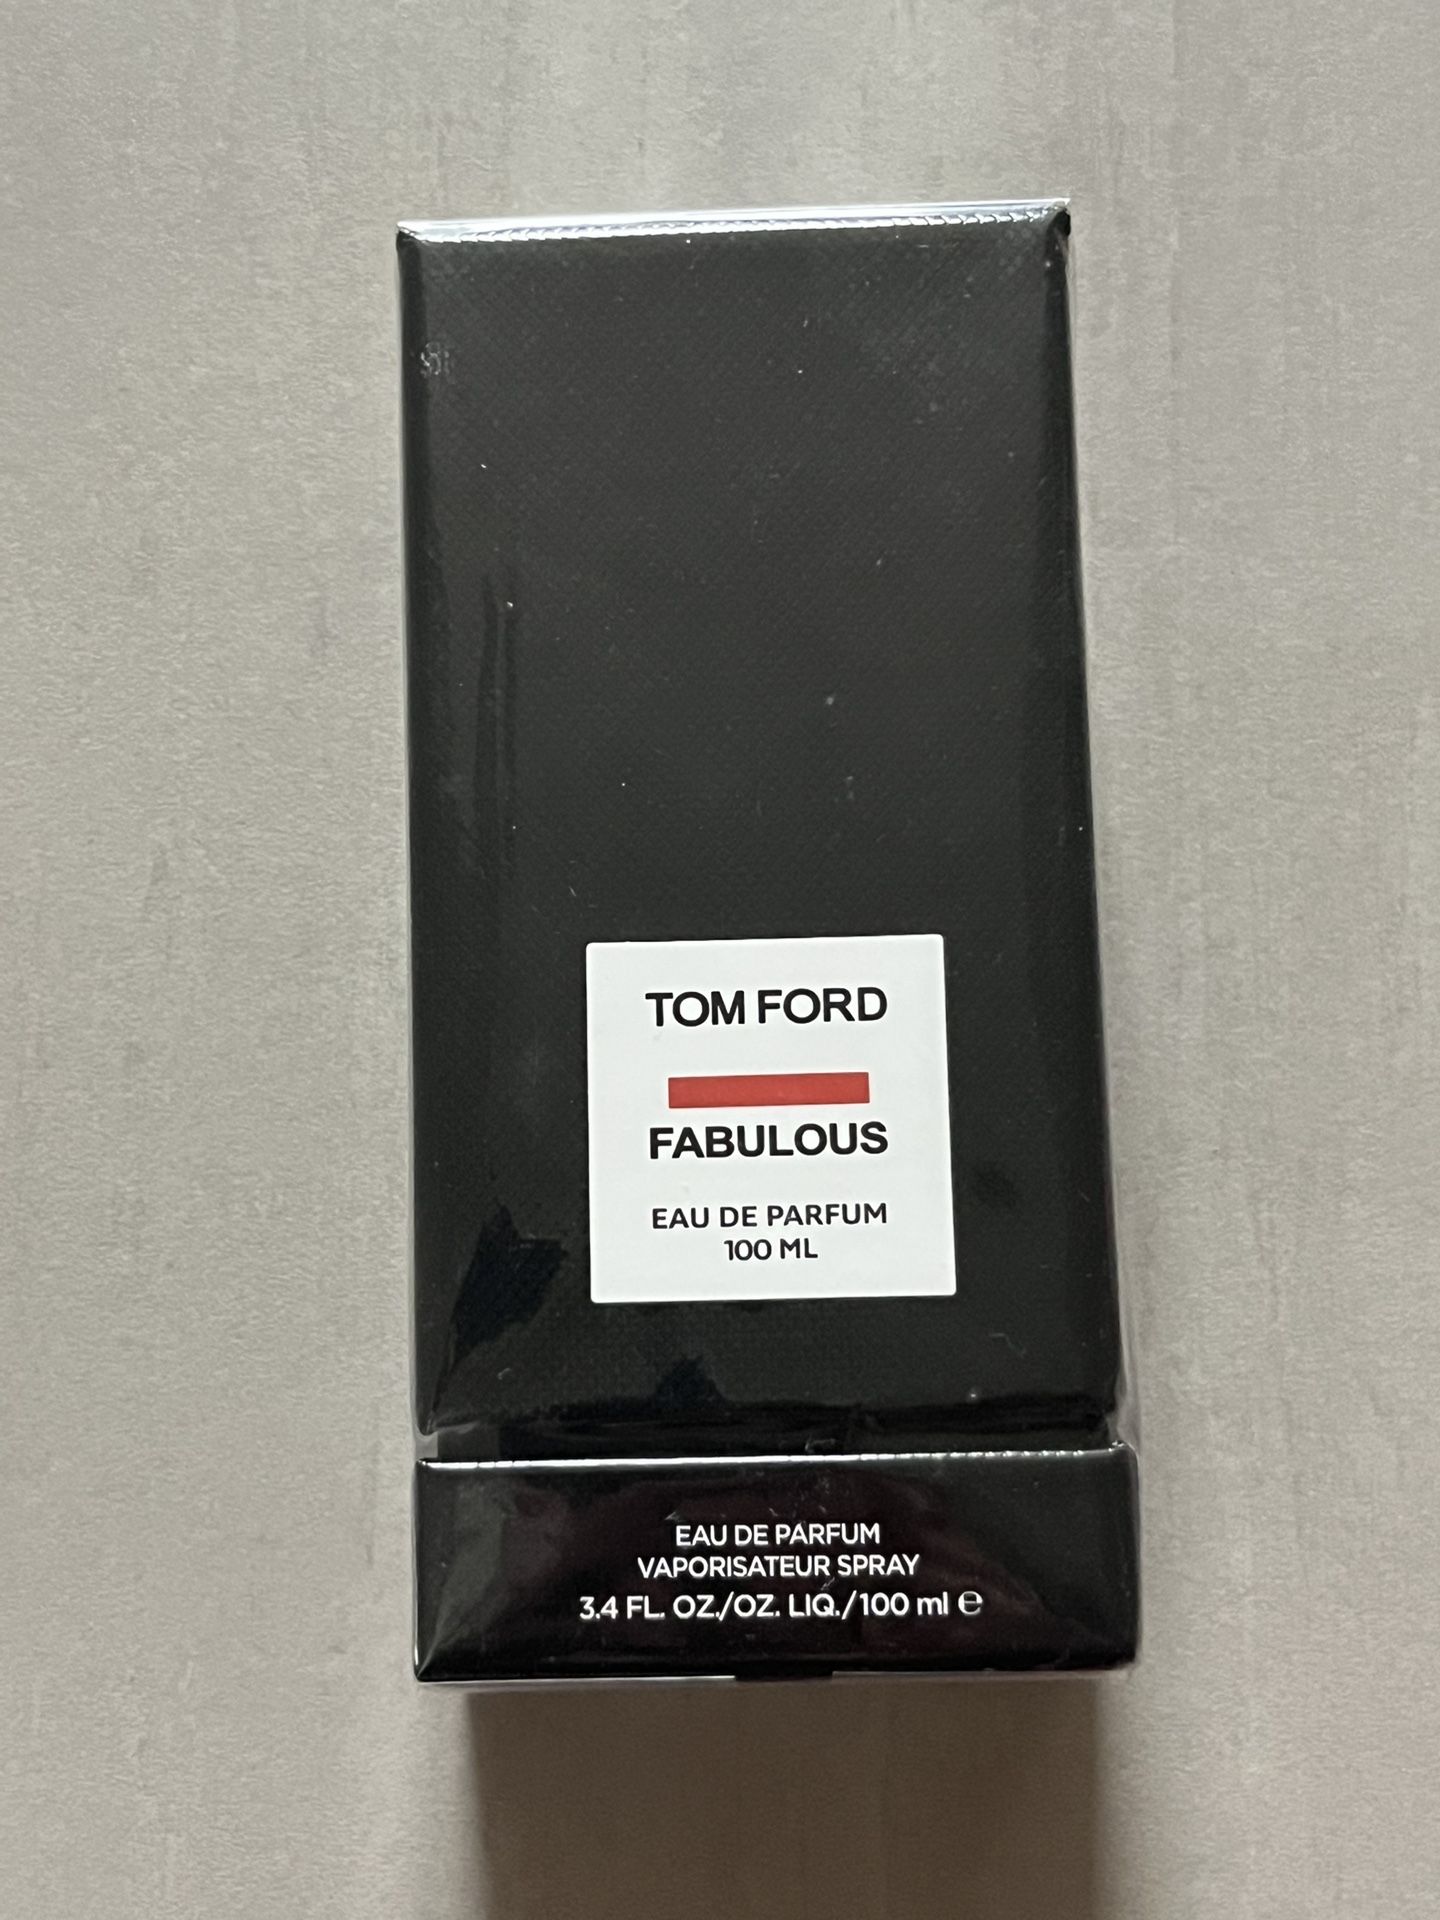 TOM FORD
FABULOUS
EAU DE PARFUM
100 ML
EAU DE PARFUM
VAPORISATEUR SPRAY
3.4 FL. OZ./OZ. LIQ./100 ml ℮